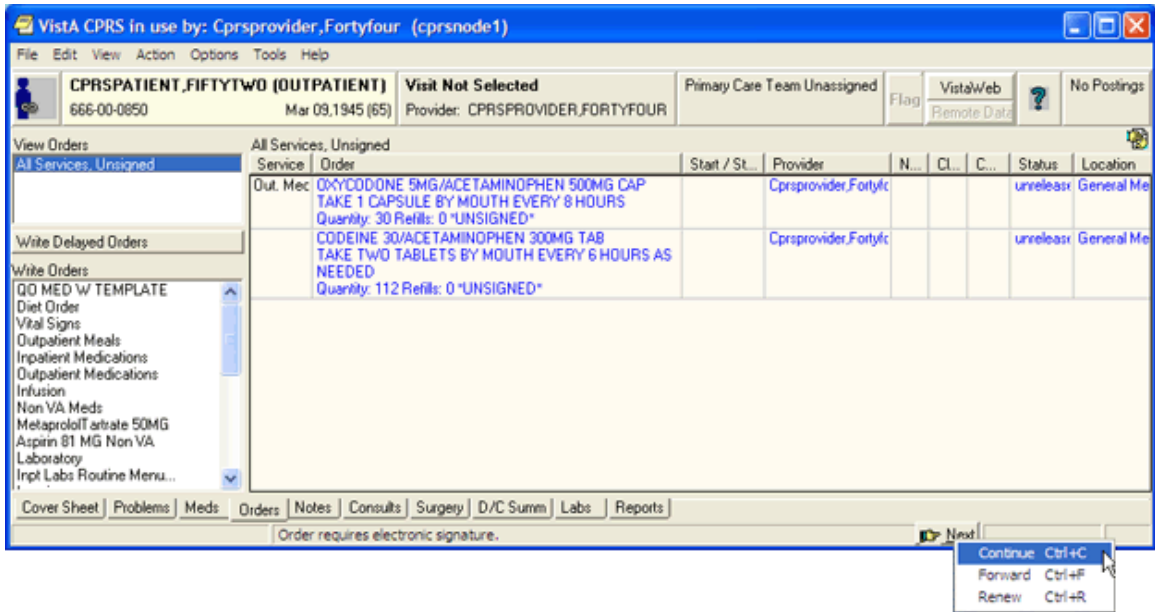 VistA CPRS in use by: Cprsprovider,Fortyfour (cprsnode1)
File Edit View Action Options Tools Help
CPRSPATIENT,FIFTYTWO (OUTPATIENT) Visit Not Selected Primary Care Team Unassigned Flag VistaWeb ? No Postings
666-00-0850 Mar 09,1945 (65) Provider: CPRSPROVIDER,FORTYFOUR Remote Data
View Orders
All Services, Unsigned
All Services, Unsigned
Service Order Start / St... Provider N... Cl... C... Status Location
Out. Mec OXYCODONE 5MG/ACETAMINOPHEN 500MG CAP Cprsprovider,Fortyfc unrelease General Me
TAKE 1 CAPSULE BY MOUTH EVERY 8 HOURS
Quantity: 30 Refills: 0 *UNSIGNED*
CODEINE 30/ACETAMINOPHEN 300MG TAB Cprsprovider,Fortyfc unrelease General Me
TAKE TWO TABLETS BY MOUTH EVERY 6 HOURS AS
NEEDED
Quantity: 112 Refills: 0 *UNSIGNED*
Write Delayed Orders
Write Orders
QO MED W TEMPLATE
Diet Order
Vital Signs
Outpatient Meals
Inpatient Medications
Outpatient Medications
Infusion
Non VA Meds
MetaprololTartrate 50MG
Aspirin 81 MG Non VA
Laboratory
Inpt Labs Routine Menu...
Cover Sheet Problems Meds Orders Notes Consults Surgery D/C Summ Labs Reports
Order requires electronic signature. Next
Continue Ctrl+C
Forward Ctrl+F
Renew Ctrl+R